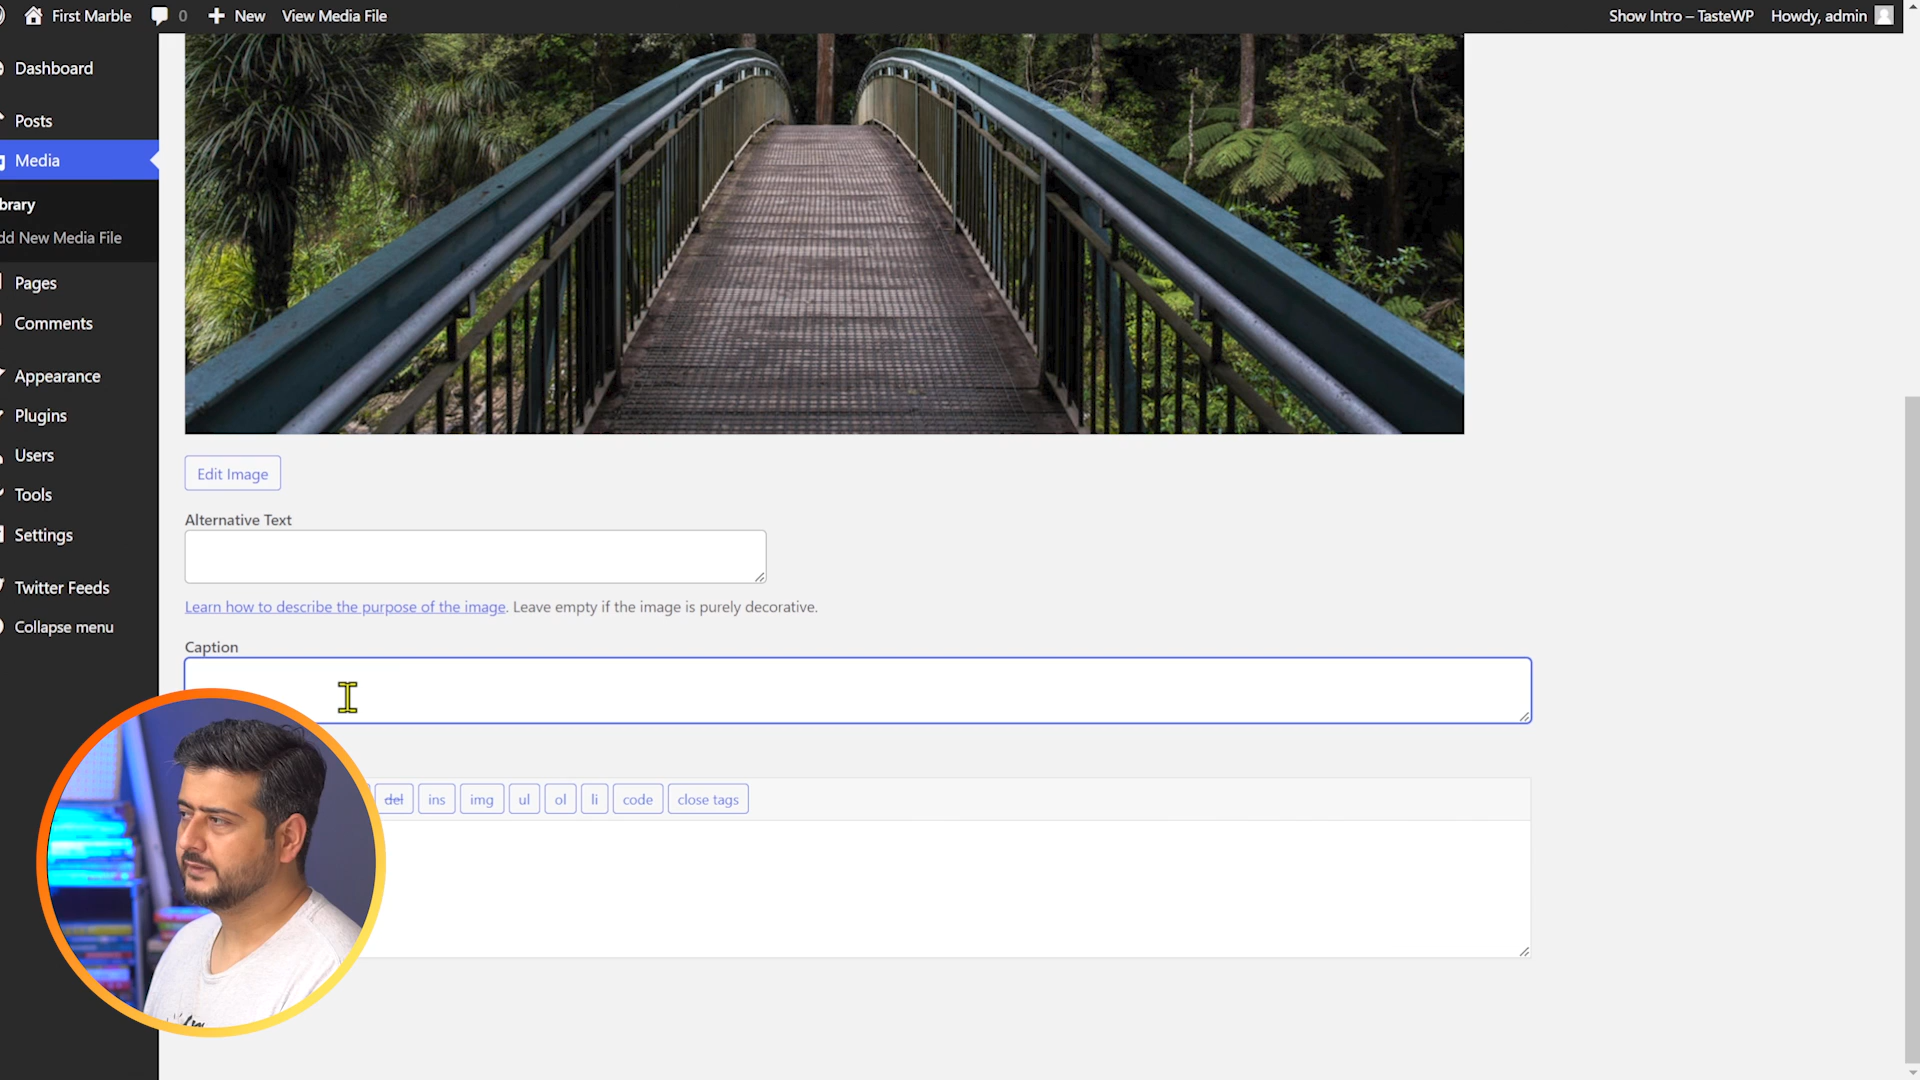 First Marble 0 New View Media File Show Intro – TasteWP Howdy, admin
Dashboard
Posts
Media
brary
dd New Media File
Pages
Comments
Appearance
Plugins
Users
Tools
Settings
Twitter Feeds
Collapse menu
Edit Image
Alternative Text
Learn how to describe the purpose of the image. Leave empty if the image is purely decorative.
Caption
del ins img ul ol li code close tags